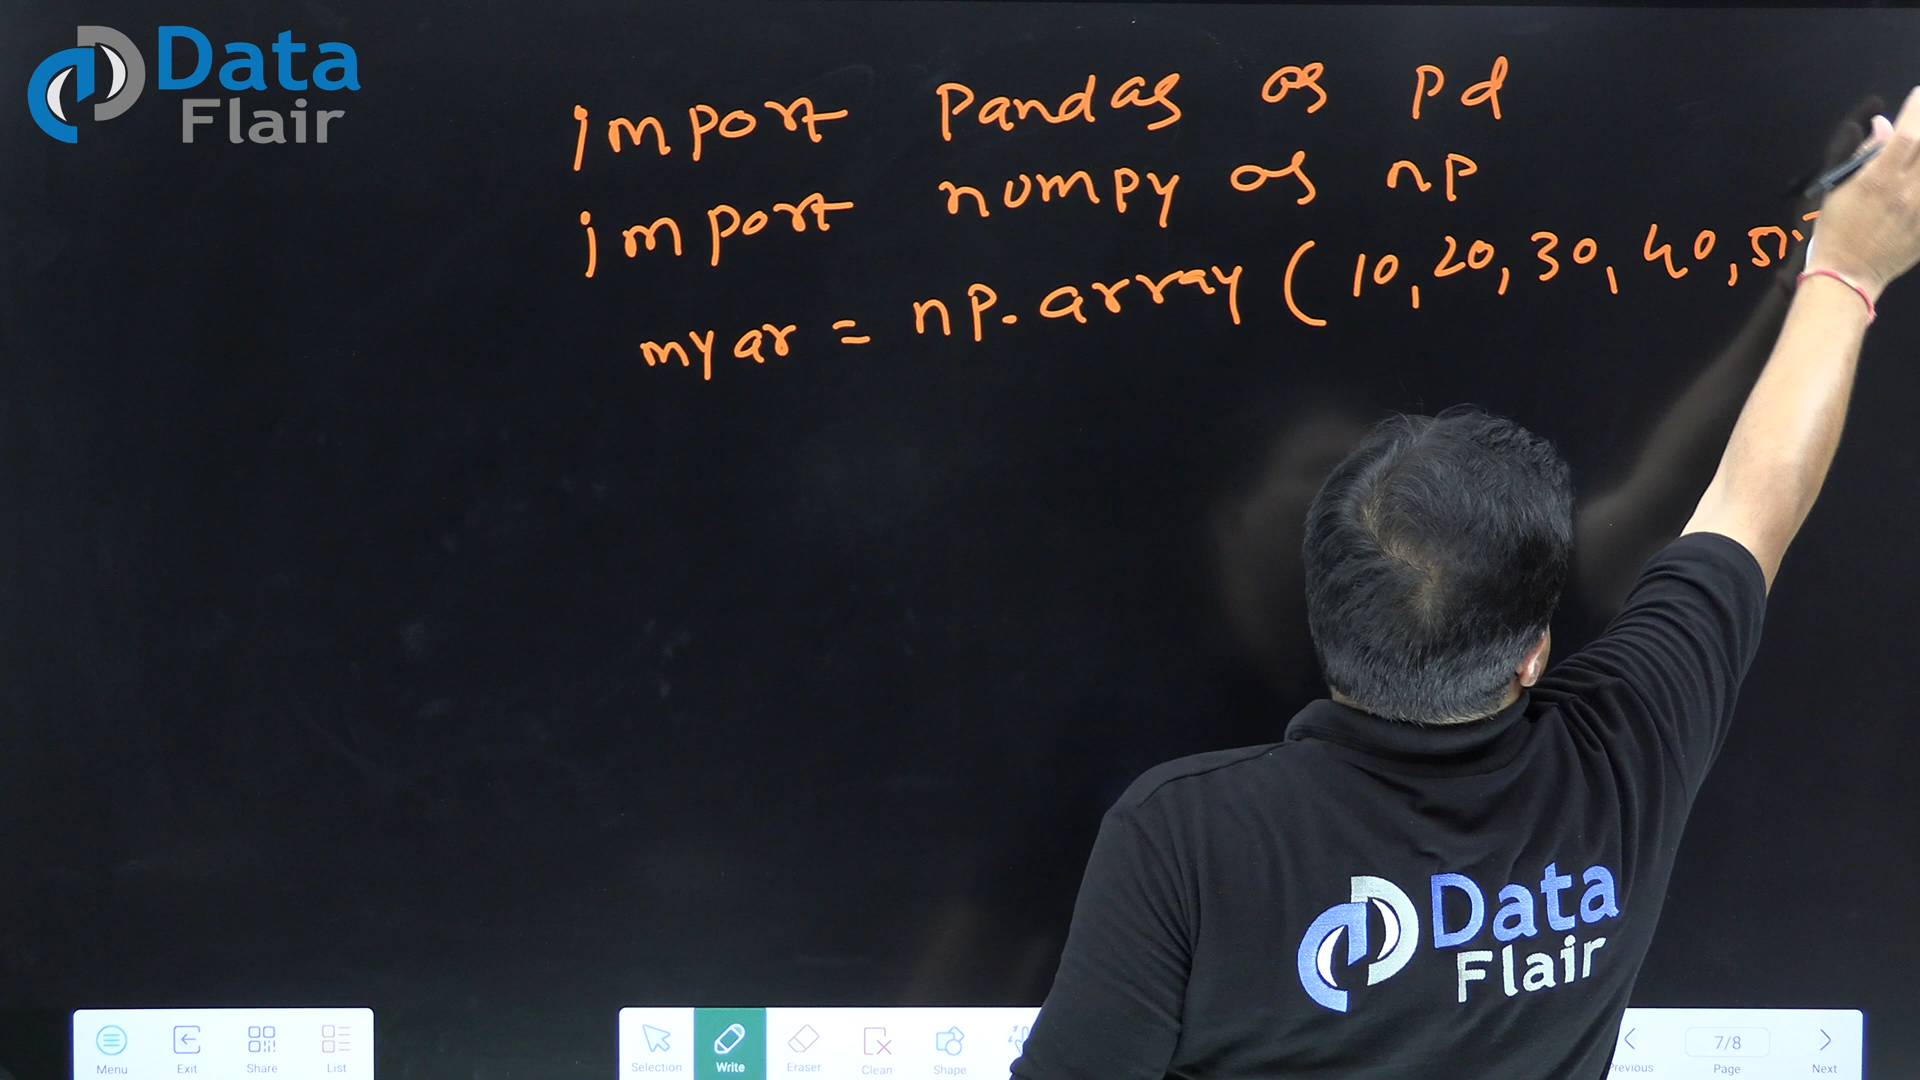 Data
Flair
import Pandas as pd
import numpy as np
myar = np.array ( 10, 20, 30, 40, 50
Data
Flair
Menu
Exit
Share
List
Selection
Write
Eraser
Clean
Shape
Previous
7/8
Page
Next